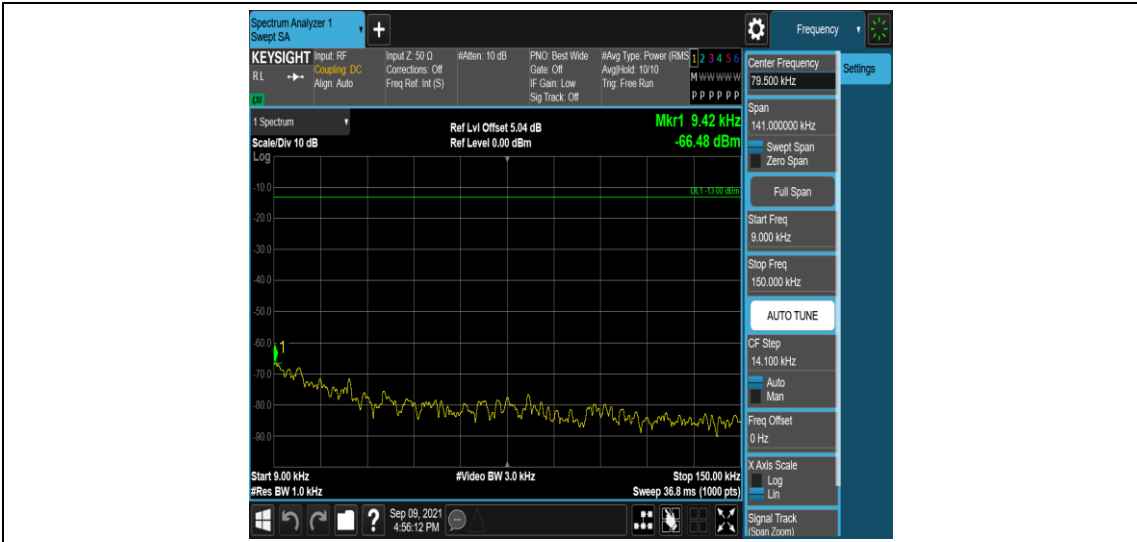 Spectrum Analyzer 1
Swept SA
+
Frequency
KEYSIGHT
RL
LXI
Input: RF
Coupling: DC
Align: Auto
Input Z: 50 Ω
Corrections: Off
Freq Ref: Int (S)
#Atten: 10 dB
PNO: Best Wide
Gate: Off
IF Gain: Low
Sig Track: Off
#Avg Type: Power (RMS
Avg|Hold: 10/10
Trig: Free Run
1 2 3 4 5 6
M W W W W W
P P P P P P
1 Spectrum
Scale/Div 10 dB
Log
Ref Lvl Offset 5.04 dB
Ref Level 0.00 dBm
Mkr1 9.42 kHz
-66.48 dBm
DL1 -13.00 dBm
-10.0
-20.0
-30.0
-40.0
-50.0
-60.0
1
-70.0
-80.0
-90.0
Start 9.00 kHz
#Res BW 1.0 kHz
#Video BW 3.0 kHz
Stop 150.00 kHz
Sweep 36.8 ms (1000 pts)
?
Sep 09, 2021
4:56:12 PM
Center Frequency
79.500 kHz
Span
141.000000 kHz
Swept Span
Zero Span
Full Span
Start Freq
9.000 kHz
Stop Freq
150.000 kHz
AUTO TUNE
CF Step
14.100 kHz
Auto
Man
Freq Offset
0 Hz
X Axis Scale
Log
Lin
Signal Track
(Span Zoom)
Settings